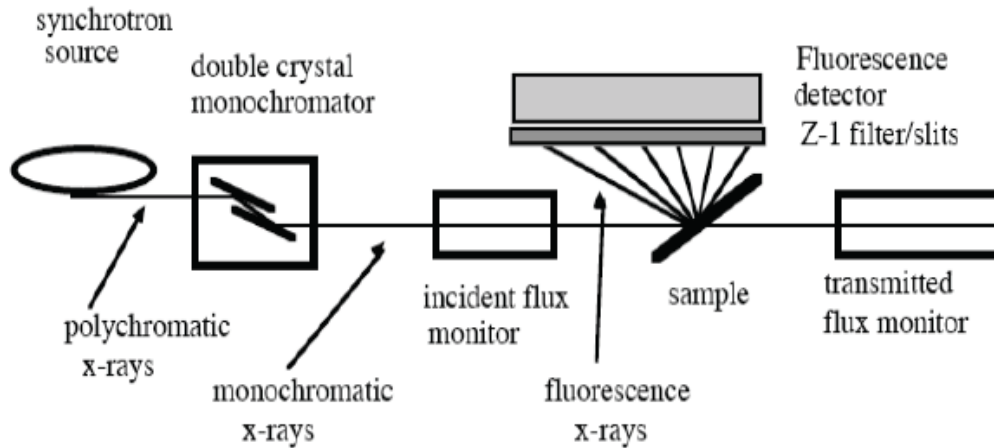 synchrotron
source
double crystal
monochromator
Fluorescence
detector
Z-1 filter/slits
polychromatic
x-rays
monochromatic
x-rays
incident flux
monitor
fluorescence
x-rays
sample
transmitted
flux monitor